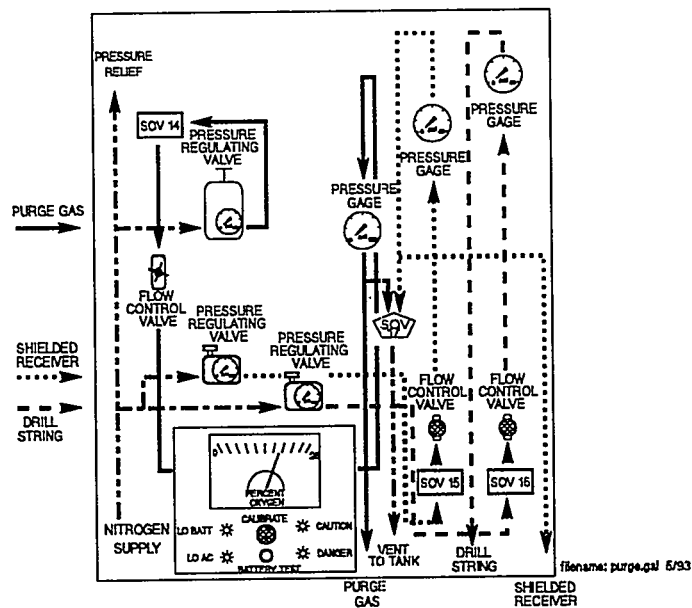 PRESSURE
RELIEF
SOV 14
PRESSURE
REGULATING
VALVE
PRESSURE
GAGE
PRESSURE
GAGE
PRESSURE
GAGE
PURGE GAS
FLOW
CONTROL
VALVE
PRESSURE
REGULATING
VALVE
PRESSURE
REGULATING
VALVE
SOV
17
SHIELDED
RECEIVER
DRILL
STRING
FLOW
CONTROL
VALVE
FLOW
CONTROL
VALVE
0
25
PERCENT
OXYGEN
SOV 15
SOV 16
NITROGEN
SUPPLY
LO BATT
CALIBRATE
CAUTION
LO AC
DANGER
BATTERY TEST
VENT
TO TANK
DRILL
STRING
PURGE
GAS
SHIELDED
RECEIVER
filename: purge.gal 5/93